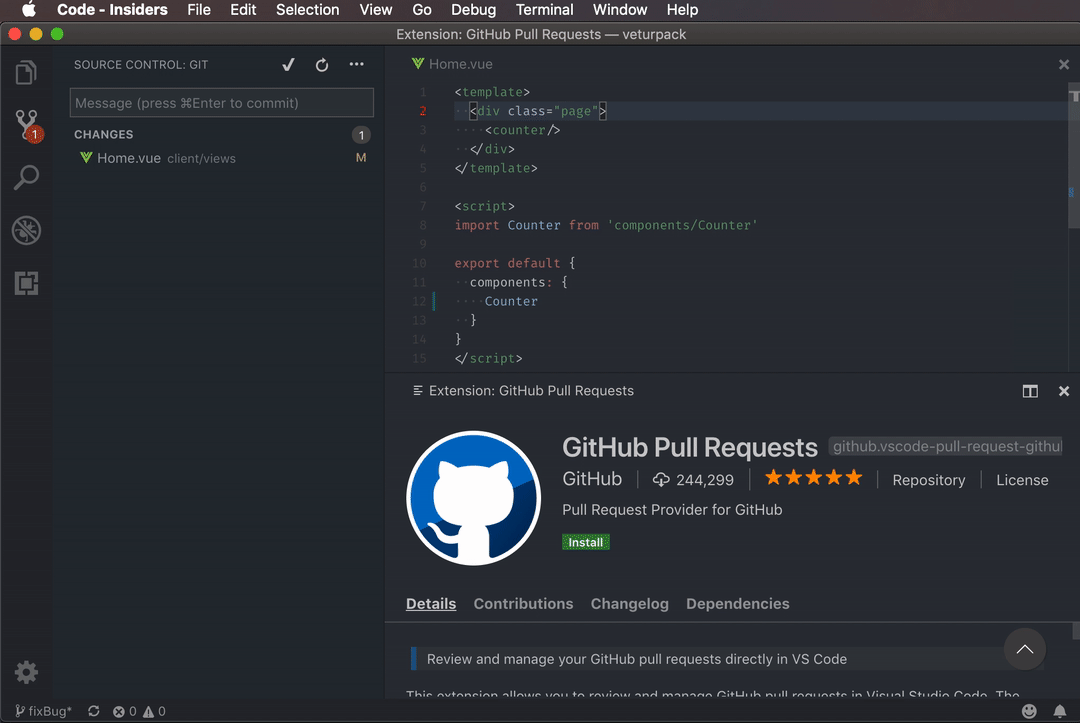 Code - Insiders File Edit Selection View Go Debug Terminal Window Help
Extension: GitHub Pull Requests — veturpack
SOURCE CONTROL: GIT
Message (press ⌘Enter to commit)
CHANGES 1
Home.vue client/views M
1
Home.vue
1 <template>
2 ··<div class="page">
3 ····<counter/>
4 ··</div>
5 </template>
6
7 <script>
8 import Counter from 'components/Counter'
9
10 export default {
11 ··components: {
12 ····Counter
13 ··}
14 }
15 </script>
Extension: GitHub Pull Requests
GitHub Pull Requests github.vscode-pull-request-githu
GitHub 244,299 Repository License
Pull Request Provider for GitHub
Install
Details Contributions Changelog Dependencies
Review and manage your GitHub pull requests directly in VS Code
This extension allows you to review and manage GitHub pull requests in Visual Studio Code. The
fixBug* 0 0